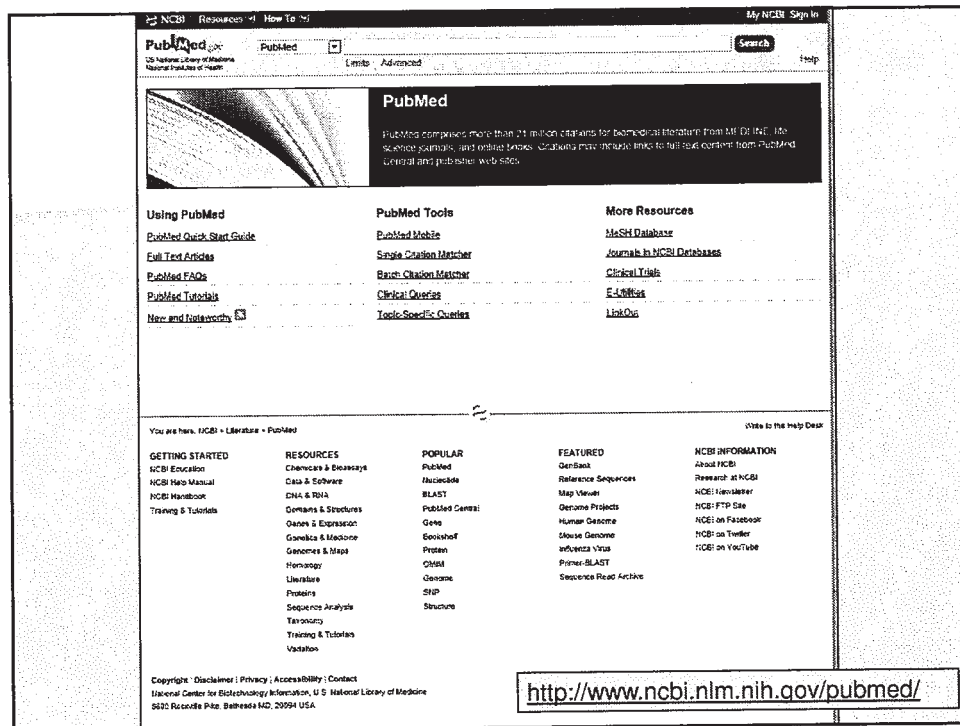 NCBI Resources How To My NCBI Sign In
PubMed.gov PubMed Search
US National Library of Medicine
National Institutes of Health
Limits Advanced Help
PubMed
PubMed comprises more than 21 million citations for biomedical literature from MEDLINE, life
science journals, and online books. Citations may include links to full-text content from PubMed
Central and publisher web sites.
Using PubMed
PubMed Quick Start Guide
Full Text Articles
PubMed FAQs
PubMed Tutorials
New and Noteworthy
PubMed Tools
PubMed Mobile
Single Citation Matcher
Batch Citation Matcher
Clinical Queries
Topic-Specific Queries
More Resources
MeSH Database
Journals in NCBI Databases
Clinical Trials
E-Utilities
LinkOut
You are here: NCBI > Literature > PubMed Write to the Help Desk
GETTING STARTED
NCBI Education
NCBI Help Manual
NCBI Handbook
Training & Tutorials
RESOURCES
Chemicals & Bioassays
Data & Software
DNA & RNA
Domains & Structures
Genes & Expression
Genetics & Medicine
Genomes & Maps
Homology
Literature
Proteins
Sequence Analysis
Taxonomy
Training & Tutorials
Variation
POPULAR
PubMed
Nucleotide
BLAST
PubMed Central
Gene
Bookshelf
Protein
OMIM
Genome
SNP
Structure
FEATURED
GenBank
Reference Sequences
Map Viewer
Genome Projects
Human Genome
Mouse Genome
Influenza Virus
Primer-BLAST
Sequence Read Archive
NCBI INFORMATION
About NCBI
Research at NCBI
NCBI Newsletter
NCBI FTP Site
NCBI on Facebook
NCBI on Twitter
NCBI on YouTube
Copyright | Disclaimer | Privacy | Accessibility | Contact
National Center for Biotechnology Information, U.S. National Library of Medicine
8600 Rockville Pike, Bethesda MD, 20894 USA
http://www.ncbi.nlm.nih.gov/pubmed/